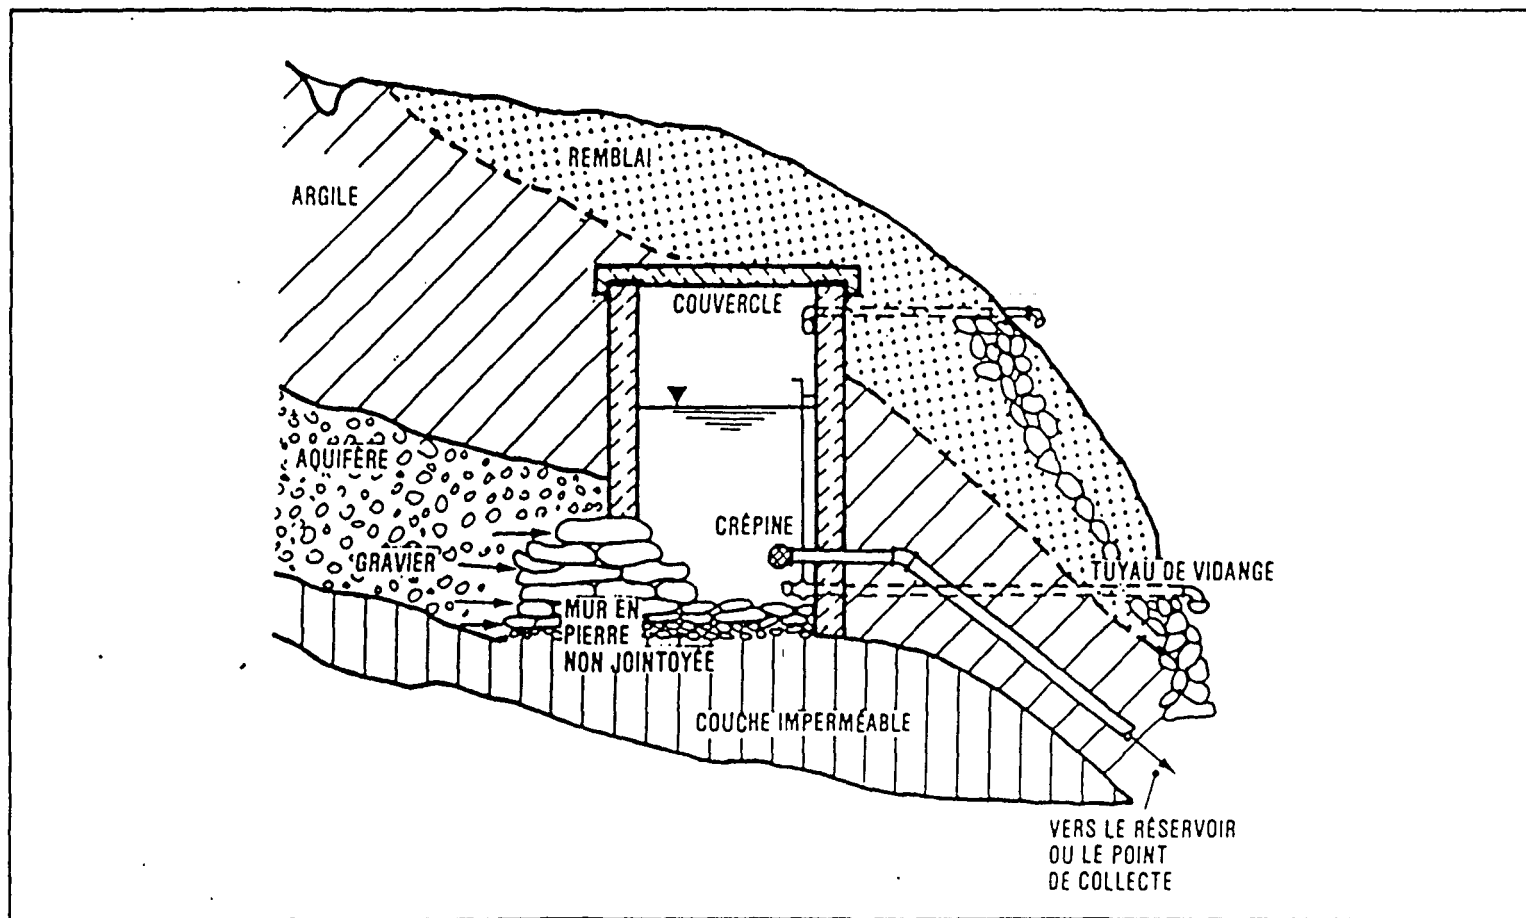 REMBLAI
ARGILE
COUVERCLE
AQUIFÈRE
CRÉPINE
GRAVIER
TUYAU DE VIDANGE
MUR EN
PIERRE
NON JOINTOYÉE
COUCHE IMPERMÉABLE
VERS LE RÉSERVOIR
OU LE POINT
DE COLLECTE